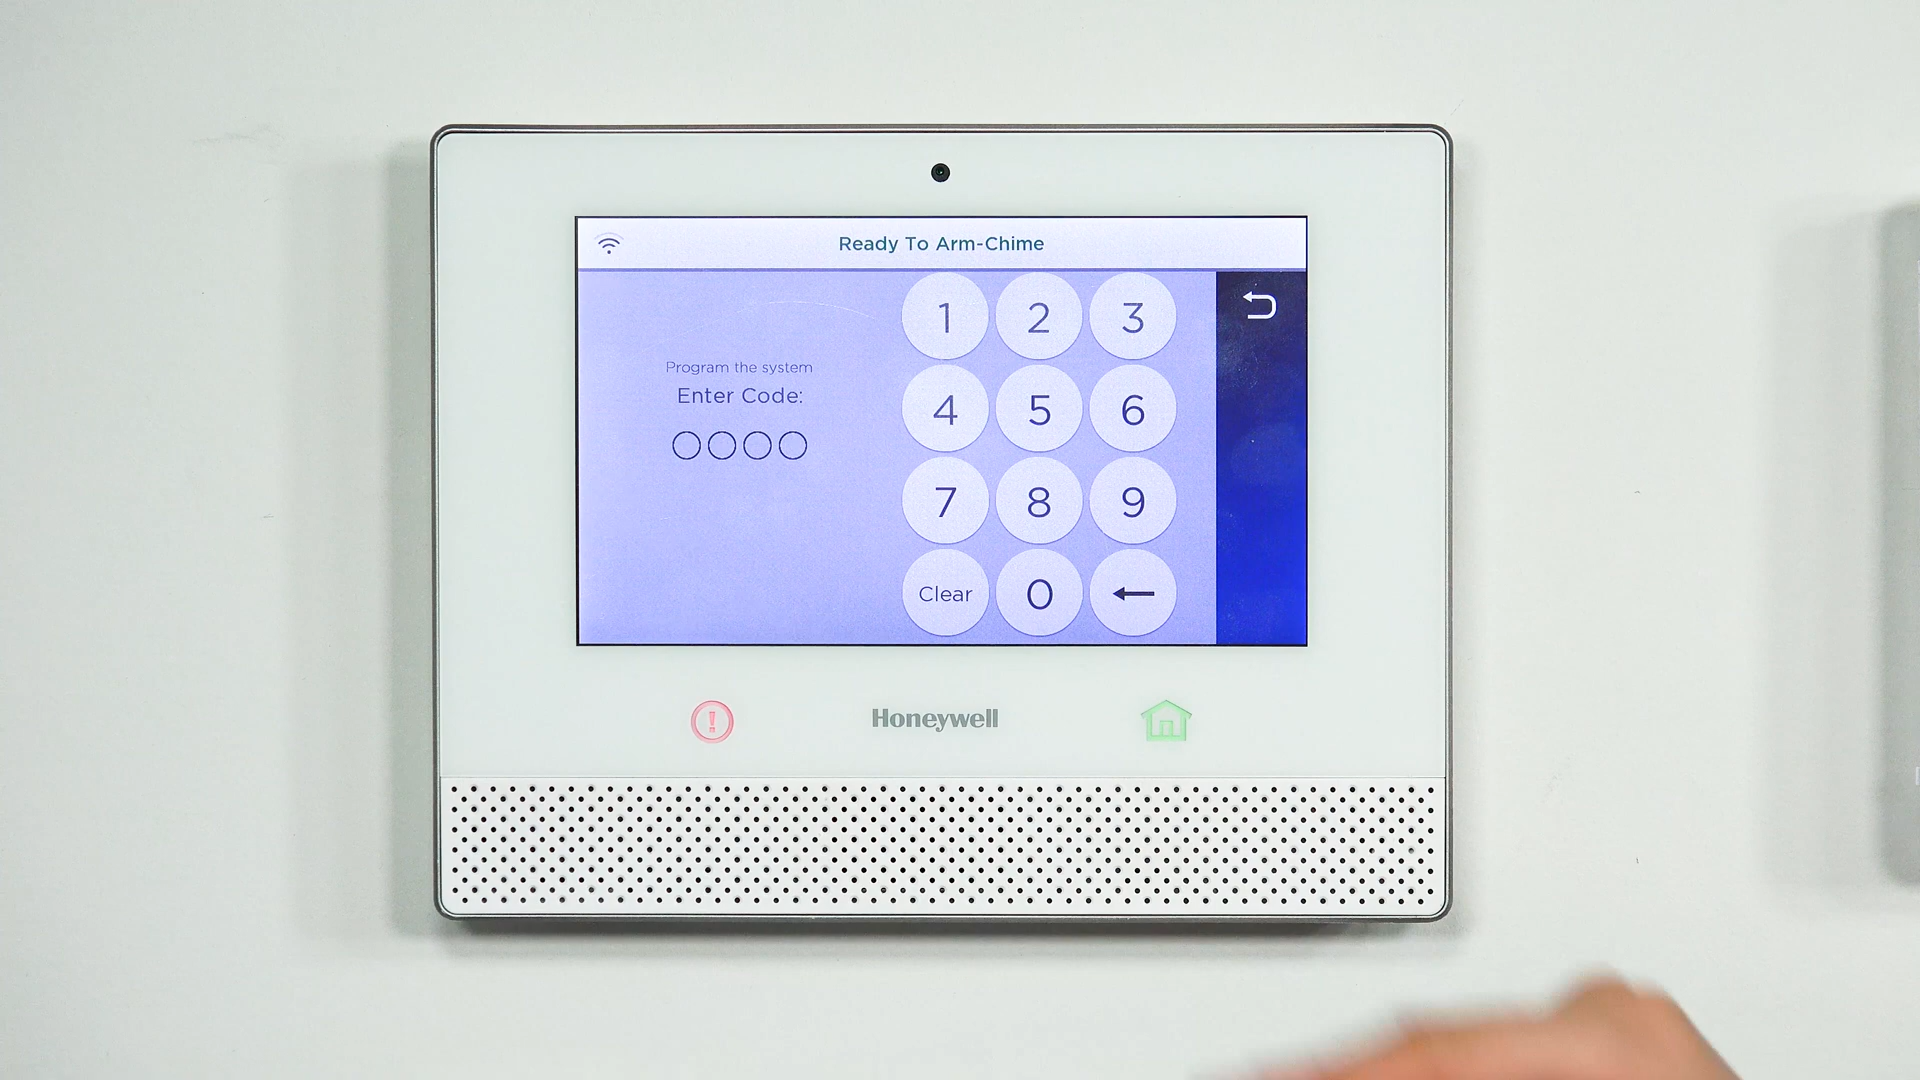 Ready To Arm-Chime
Program the system
Enter Code:
1 2 3
4 5 6
7 8 9
Clear 0
Honeywell